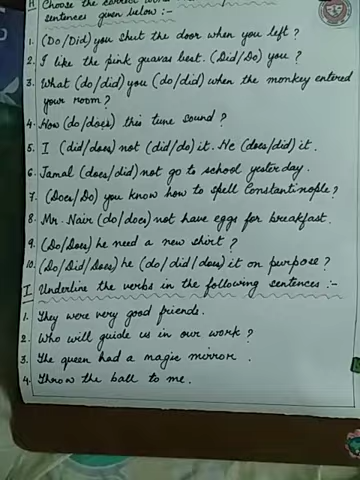 H. Choose the correct
sentences given below :-
1. (Do/Did) you shut the door when you left?
2. I like the pink guavas best. (Did/Do) you?
3. What (do/did) you (do/did) when the monkey entered
your room?
4. How (do/does) this tune sound?
5. I (did/does) not (did/do) it. He (does/did) it.
6. Jamal (does/did) not go to school yesterday.
7. (Does/Do) you know how to spell Constantinople?
8. Mr. Nair (do/does) not have eggs for breakfast.
9. (Do/Does) he need a new shirt?
10. (Do/Did/Does) he (do/did/does) it on purpose?
I Underline the verbs in the following sentences :-
1. They were very good friends.
2. Who will guide us in our work?
3. The queen had a magic mirror.
4. Throw the ball to me.